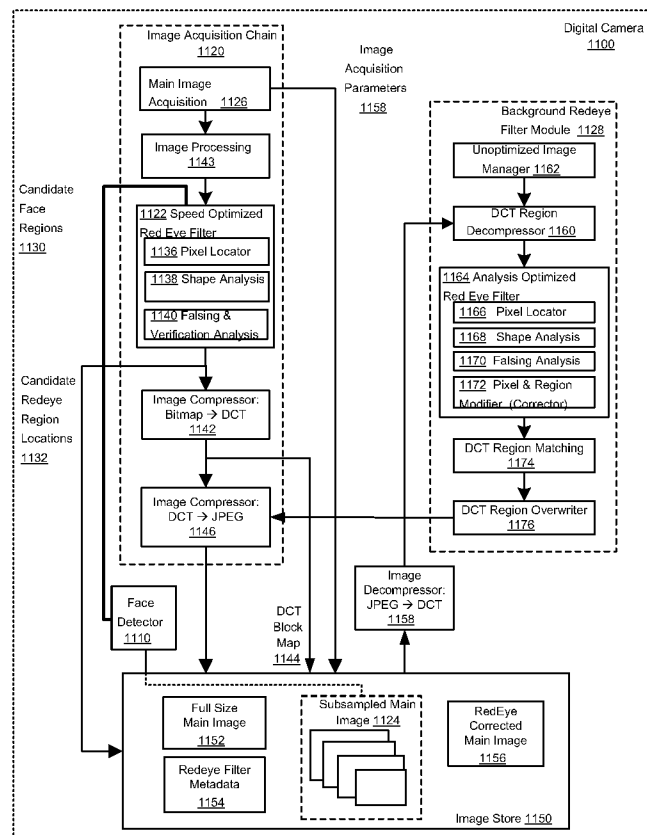 Digital Camera
1100
Image Acquisition Chain
1120
Main Image
Acquisition 1126
Image Processing
1143
1122 Speed Optimized
Red Eye Filter
1136 Pixel Locator
1138 Shape Analysis
1140 Falsing &
Verification Analysis
Image Compressor:
Bitmap → DCT
1142
Image Compressor:
DCT → JPEG
1146
Image
Acquisition
Parameters
1158
Candidate
Face
Regions
1130
Candidate
Redeye
Region
Locations
1132
Background Redeye
Filter Module 1128
Unoptimized Image
Manager 1162
DCT Region
Decompressor 1160
1164 Analysis Optimized
Red Eye Filter
1166 Pixel Locator
1168 Shape Analysis
1170 Falsing Analysis
1172 Pixel & Region
Modifier (Corrector)
DCT Region Matching
1174
DCT Region Overwriter
1176
Face
Detector
1110
DCT
Block
Map
1144
Image
Decompressor:
JPEG → DCT
1158
Full Size
Main Image
1152
Redeye Filter
Metadata
1154
Subsampled Main
Image 1124
RedEye
Corrected
Main Image
1156
Image Store 1150